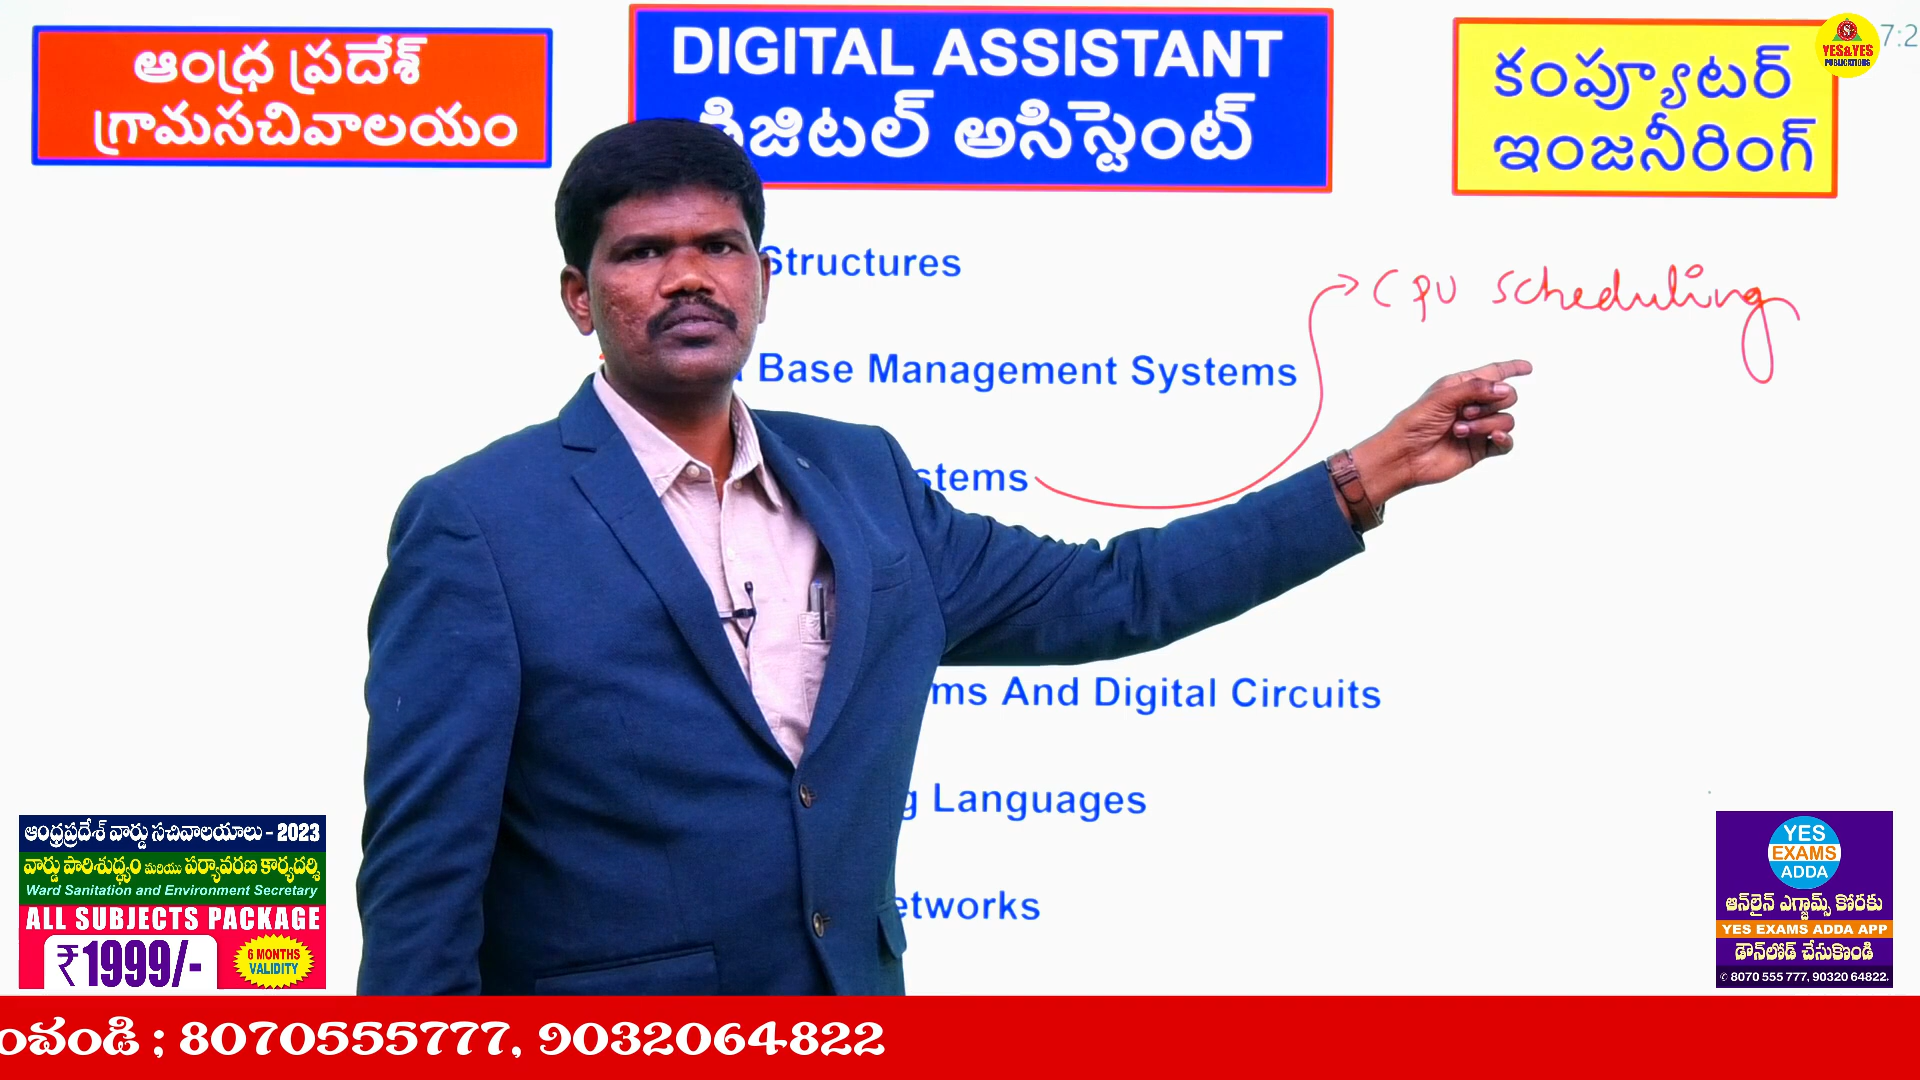 ఆంధ్ర ప్రదేశ్
గ్రామసచివాలయం
DIGITAL ASSISTANT
డిజిటల్ అసిస్టెంట్
కంప్యూటర్
ఇంజనీరింగ్
YES&YES
PUBLICATIONS
7:2
Structures
CPU scheduling
Base Management Systems
stems
ms And Digital Circuits
g Languages
etworks
ఆంధ్రప్రదేశ్ వార్డు సచివాలయాలు - 2023
వార్డు పారిశుద్ధ్యం మరియు పర్యావరణ కార్యదర్శి
Ward Sanitation and Environment Secretary
ALL SUBJECTS PACKAGE
₹1999/-
6 MONTHS
VALIDITY
YES
EXAMS
ADDA
ఆన్‌లైన్ ఎగ్జామ్స్ కోరకు
YES EXAMS ADDA APP
డౌన్‌లోడ్ చేసుకొండి
✆ 8070 555 777, 90320 64822.
ంచండి ; 8070555777, 9032064822